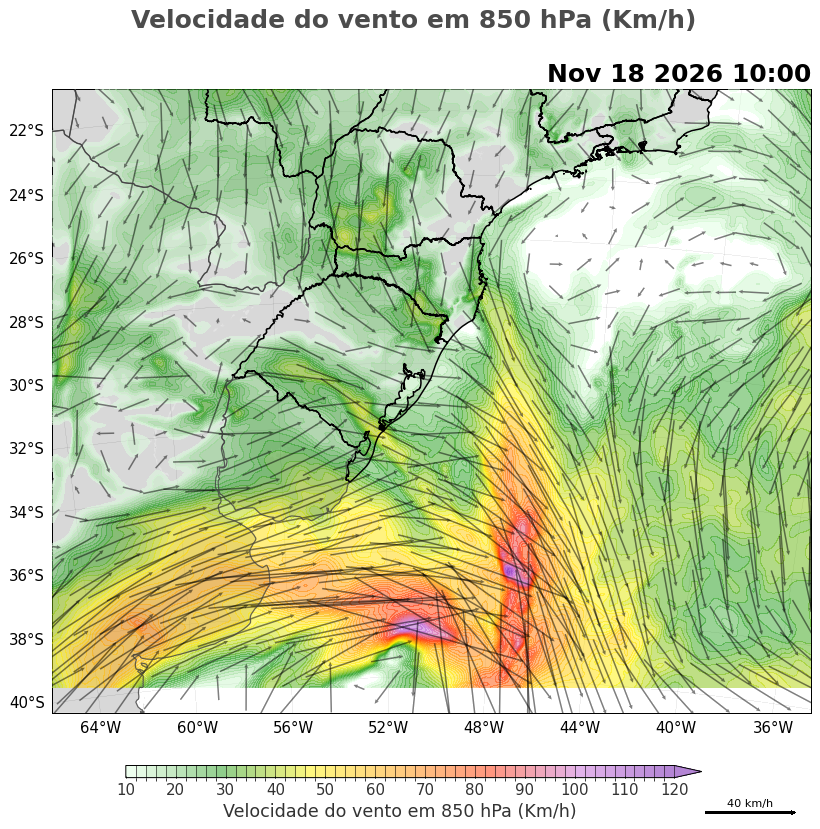 Velocidade do vento em 850 hPa (Km/h)
Nov 18 2026 10:00
22°S
24°S
26°S
28°S
30°S
32°S
34°S
36°S
38°S
40°S
64°W 60°W 56°W 52°W 48°W 44°W 40°W 36°W
10 20 30 40 50 60 70 80 90 100 110 120
Velocidade do vento em 850 hPa (Km/h)
40 km/h